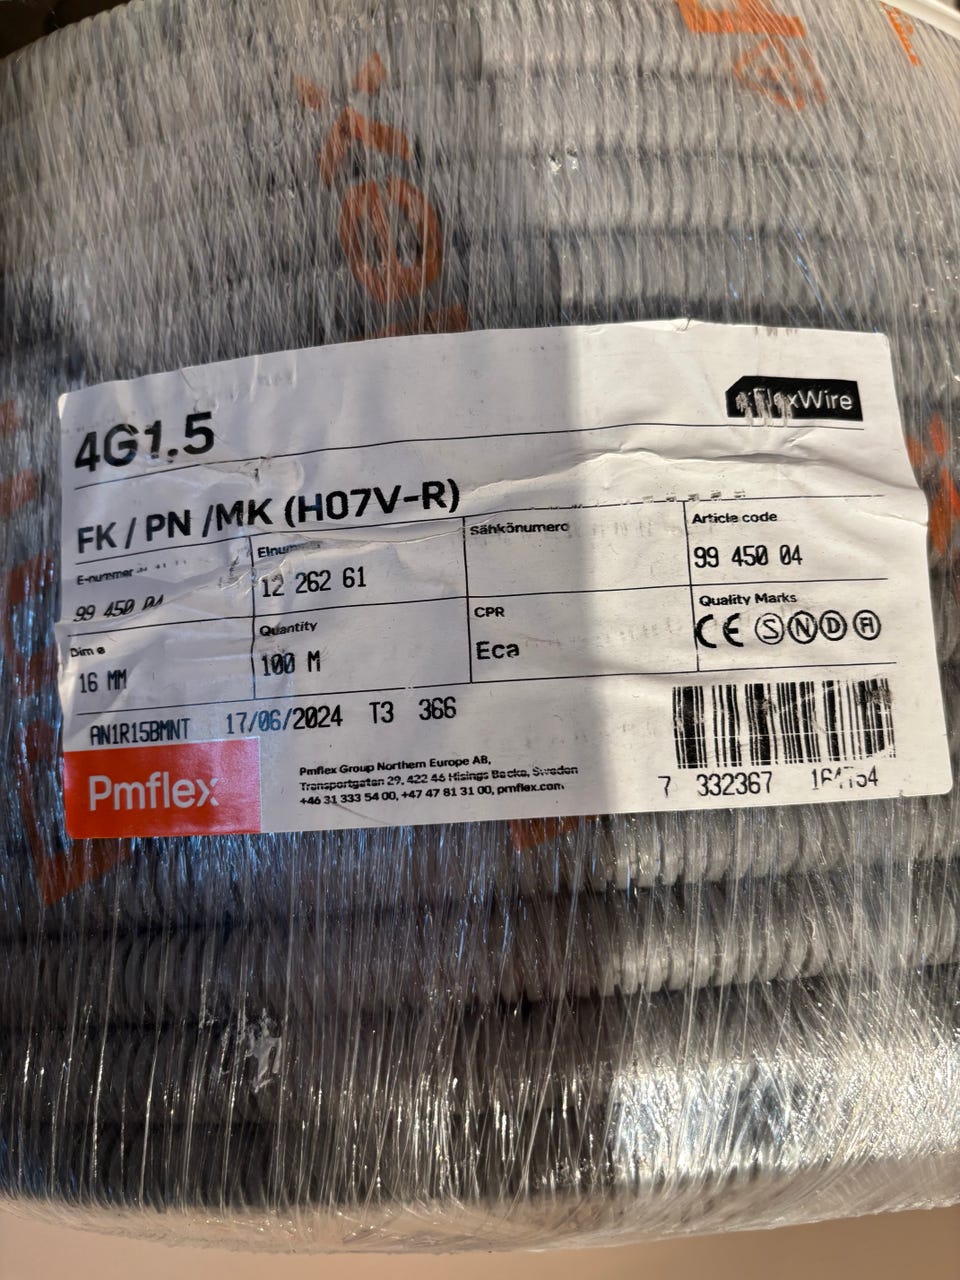 4G1.5
FlexWire
FK / PN /MK (H07V-R)
E-nummer
99 450 04
Elnummer
12 262 61
Sähkönumero
Article code
99 450 04
Dim ø
16 MM
Quantity
100 M
CPR
Eca
Quality Marks
CE S N D FI
AN1R15BMNT 17/06/2024 T3 366
Pmflex
Pmflex Group Northern Europe AB,
Transportgatan 29, 422 46 Hisings Backa, Sweden
+46 31 333 54 00, +47 47 81 31 00, pmflex.com
7 332367